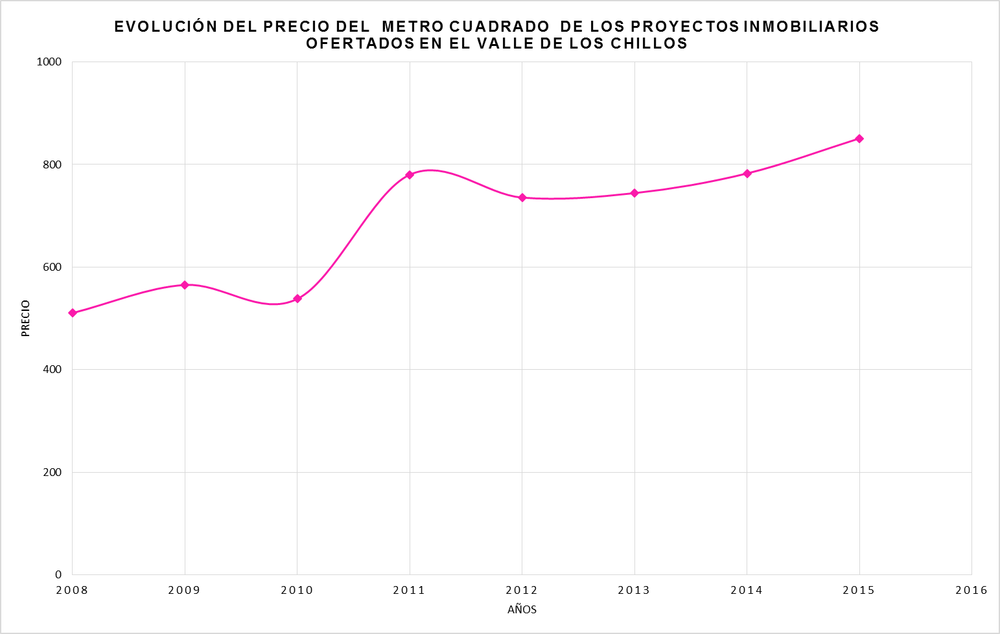 EVOLUCIÓN DEL PRECIO DEL METRO CUADRADO DE LOS PROYECTOS INMOBILIARIOS
OFERTADOS EN EL VALLE DE LOS CHILLOS
1000
800
600
400
200
0
PRECIO
2008 2009 2010 2011 2012 2013 2014 2015 2016
AÑOS